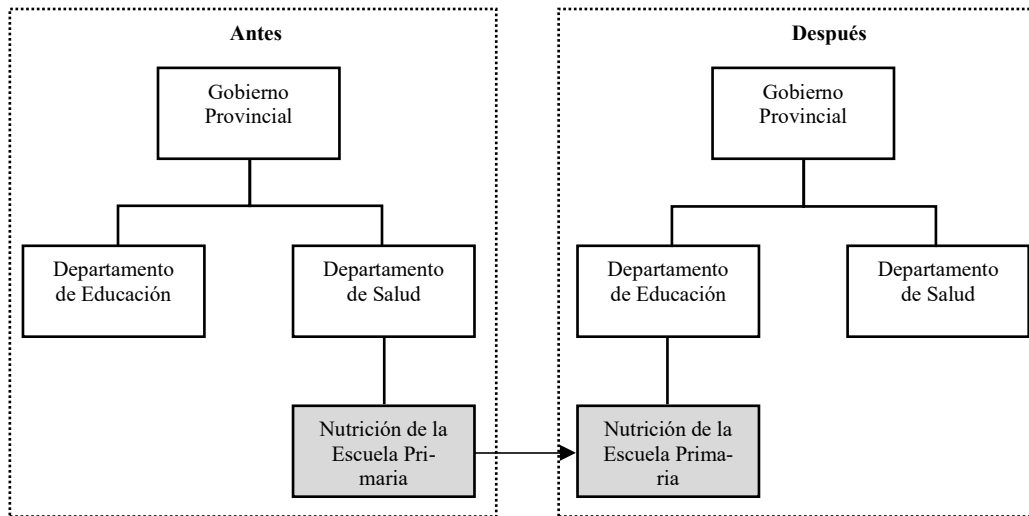 Antes
Gobierno
Provincial
Departamento
de Educación
Departamento
de Salud
Nutrición de la
Escuela Pri-
maria
Después
Gobierno
Provincial
Departamento
de Educación
Departamento
de Salud
Nutrición de la
Escuela Prima-
ria